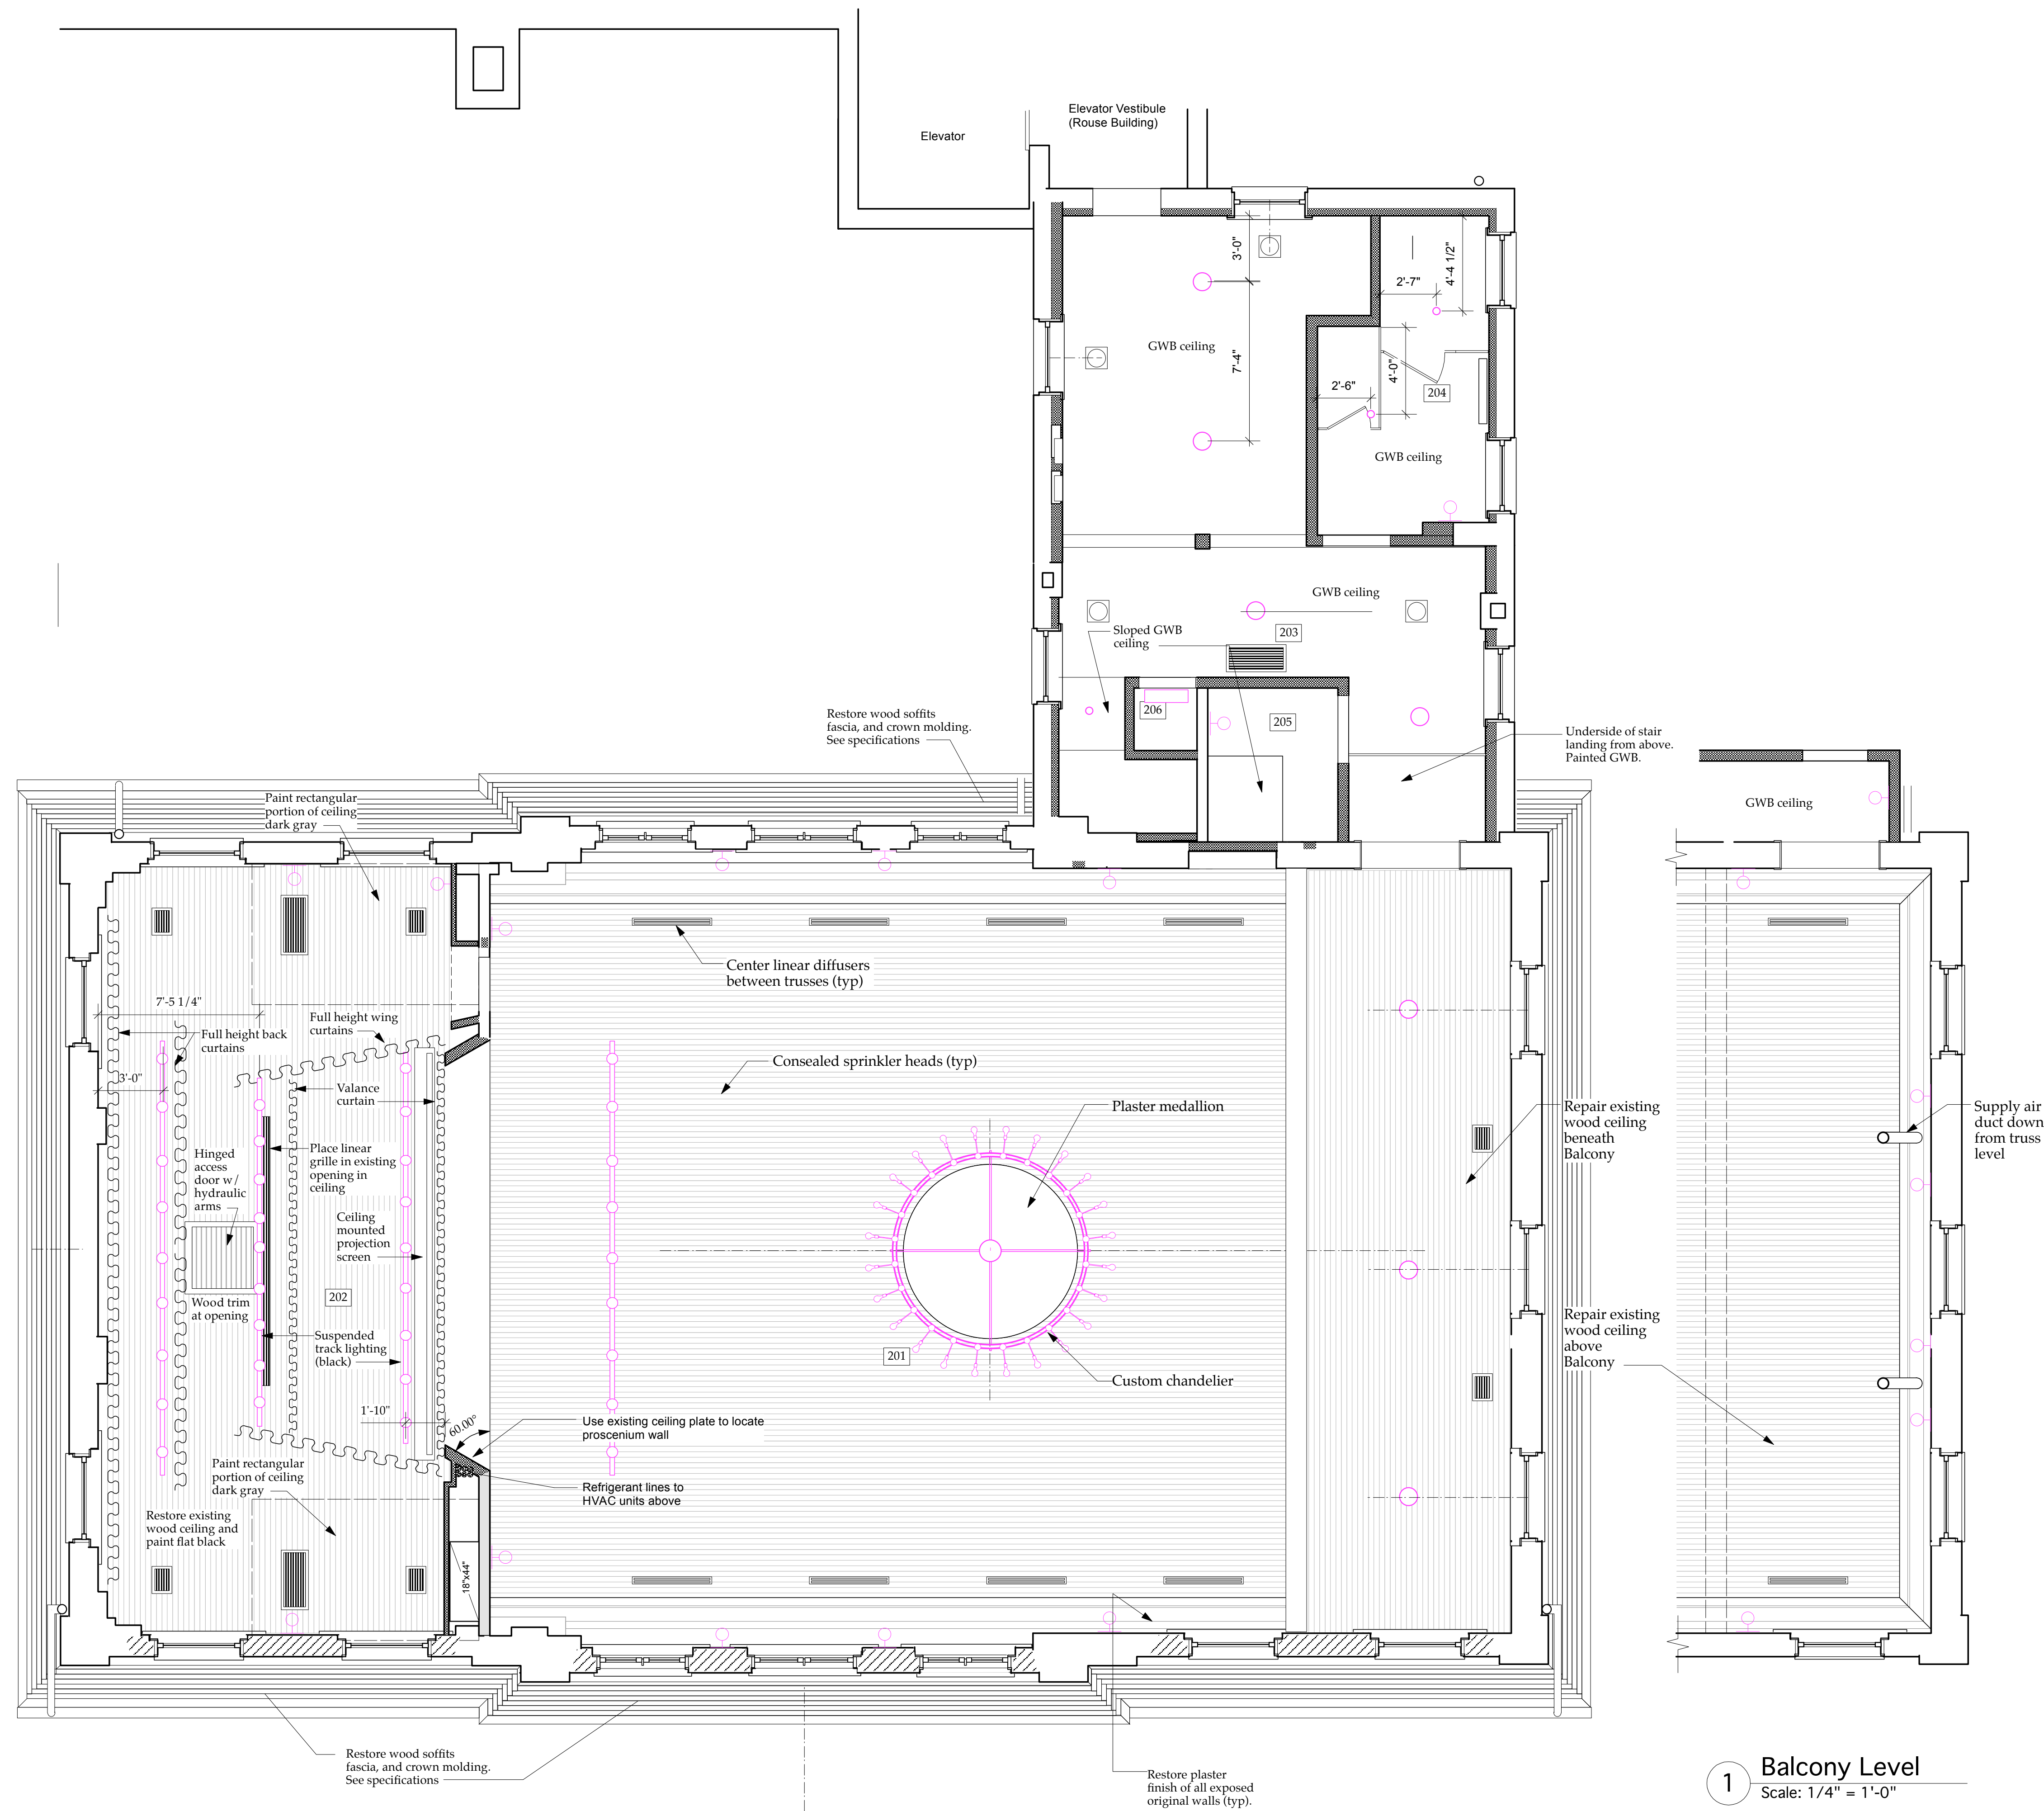 Elevator Vestibule
(Rouse Building)
Elevator
3'-0"
4'-4 1/2"
2'-7"
GWB ceiling
7'-4"
4'-0"
2'-6"
204
GWB ceiling
GWB ceiling
203
Sloped GWB
ceiling
206
205
Restore wood soffits
fascia, and crown molding.
See specifications
Underside of stair
landing from above.
Painted GWB.
Paint rectangular
portion of ceiling
dark gray
GWB ceiling
Center linear diffusers
between trusses (typ)
7'-5 1/4"
Full height wing
curtains
Full height back
curtains
Consealed sprinkler heads (typ)
3'-0"
Valance
curtain
Plaster medallion
Repair existing
wood ceiling
beneath
Balcony
Supply air
duct down
from truss
level
Hinged
access
door w/
hydraulic
arms
Place linear
grille in existing
opening in
ceiling
Ceiling
mounted
projection
screen
202
Wood trim
at opening
Suspended
track lighting
(black)
201
Repair existing
wood ceiling
above
Balcony
Custom chandelier
1'-10"
60.00°
Use existing ceiling plate to locate
proscenium wall
Paint rectangular
portion of ceiling
dark gray
Refrigerant lines to
HVAC units above
Restore existing
wood ceiling and
paint flat black
18"x44"
Restore wood soffits
fascia, and crown molding.
See specifications
Restore plaster
finish of all exposed
original walls (typ).
1
Balcony Level
Scale: 1/4" = 1'-0"